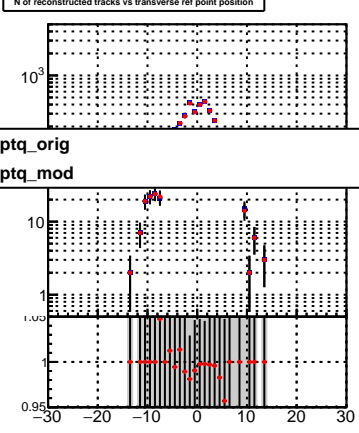 N of reconstructed tracks vs transverse ref point position
10³
ptq_orig
ptq_mod
10
1
1.05
1
0.95
−30 −20 −10 0 10 20 30